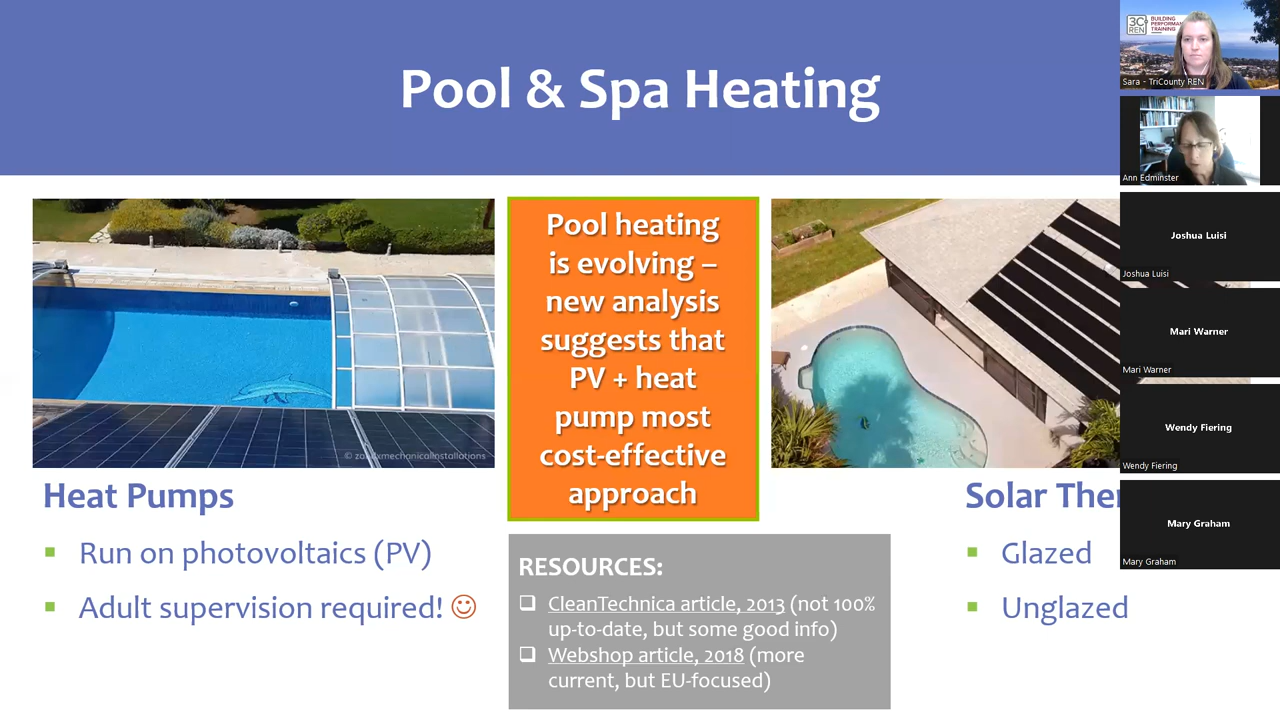 Pool & Spa Heating
Pool heating
is evolving –
new analysis
suggests that
PV + heat
pump most
cost-effective
approach
Heat Pumps
Run on photovoltaics (PV)
Adult supervision required!
RESOURCES:
CleanTechnica article, 2013 (not 100%
up-to-date, but some good info)
Webshop article, 2018 (more
current, but EU-focused)
Solar
Glazed
Unglazed
3C
REN
BUILDING
PERFORMANCE
TRAINING
Sara - TriCounty REN
Ann Edminster
Joshua Luisi
Joshua Luisi
Mari Warner
Mari Warner
Wendy Fiering
Wendy Fiering
Mary Graham
Mary Graham